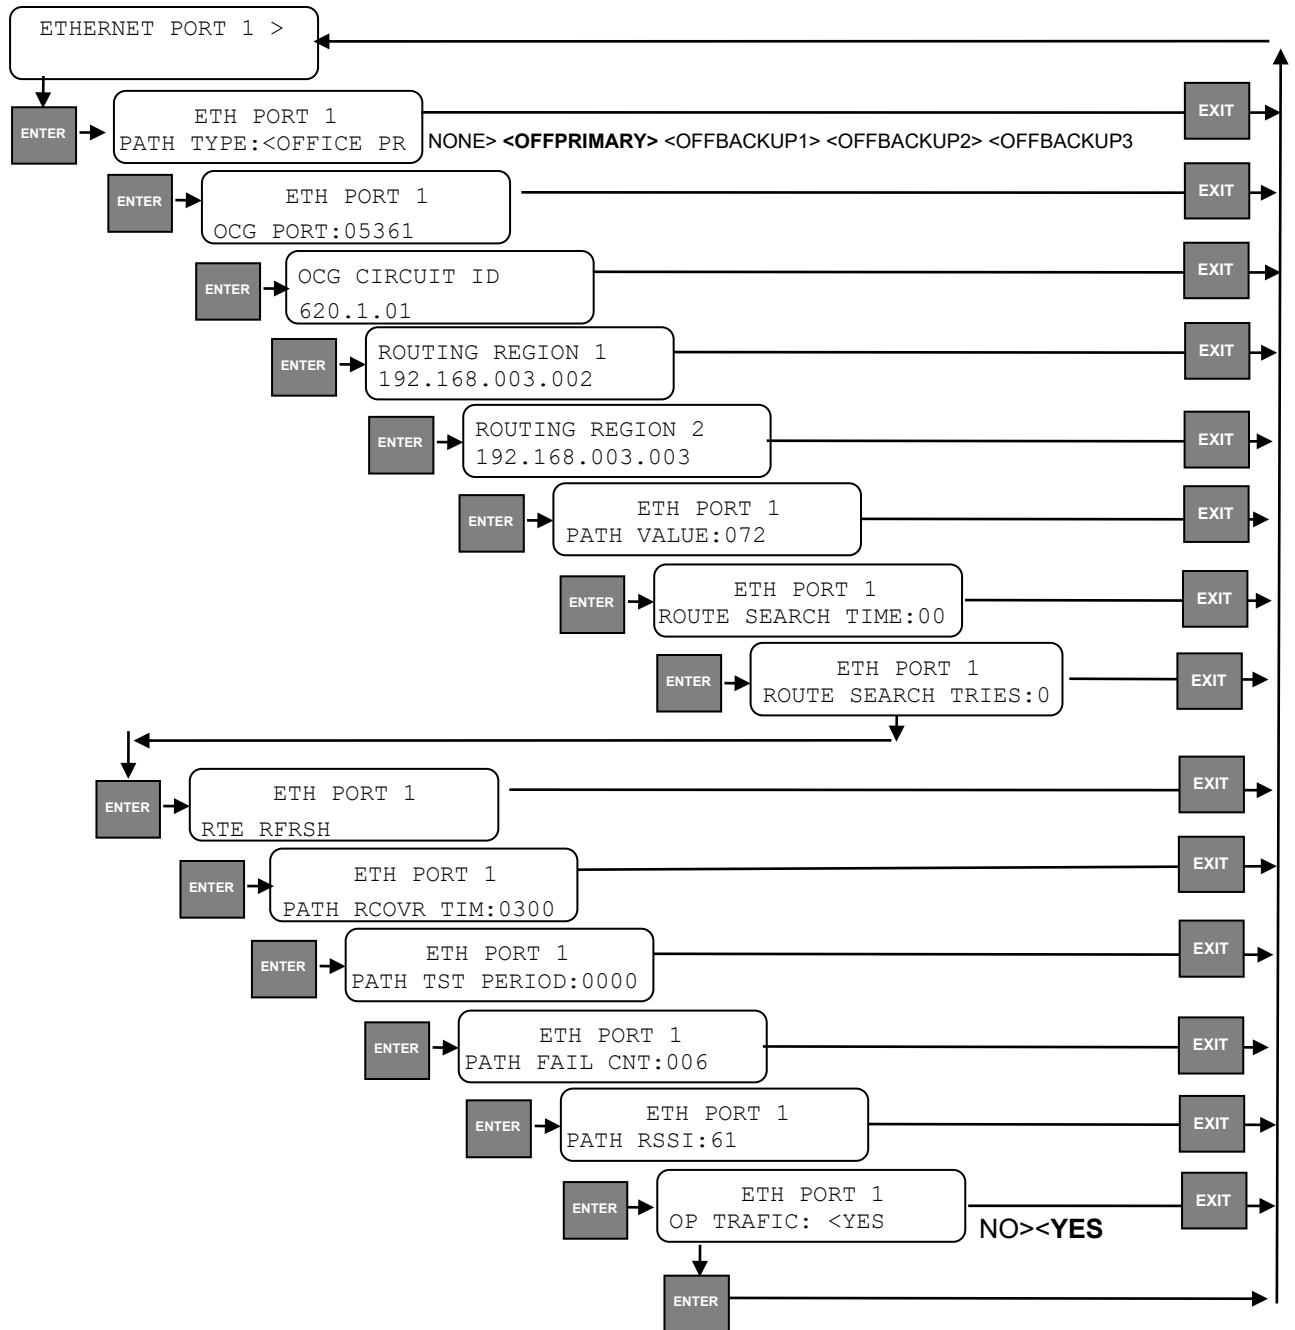 ETHERNET PORT 1 >
ENTER
ETH PORT 1
PATH TYPE:<OFFICE PR
NONE> <OFFPRIMARY> <OFFBACKUP1> <OFFBACKUP2> <OFFBACKUP3
EXIT
ENTER
ETH PORT 1
OCG PORT:05361
EXIT
ENTER
OCG CIRCUIT ID
620.1.01
EXIT
ENTER
ROUTING REGION 1
192.168.003.002
EXIT
ENTER
ROUTING REGION 2
192.168.003.003
EXIT
ENTER
ETH PORT 1
PATH VALUE:072
EXIT
ENTER
ETH PORT 1
ROUTE SEARCH TIME:00
EXIT
ENTER
ETH PORT 1
ROUTE SEARCH TRIES:0
EXIT
ENTER
ETH PORT 1
RTE RFRSH
EXIT
ENTER
ETH PORT 1
PATH RCOVR TIM:0300
EXIT
ENTER
ETH PORT 1
PATH TST PERIOD:0000
EXIT
ENTER
ETH PORT 1
PATH FAIL CNT:006
EXIT
ENTER
ETH PORT 1
PATH RSSI:61
EXIT
ENTER
ETH PORT 1
OP TRAFIC: <YES
NO><YES
EXIT
ENTER